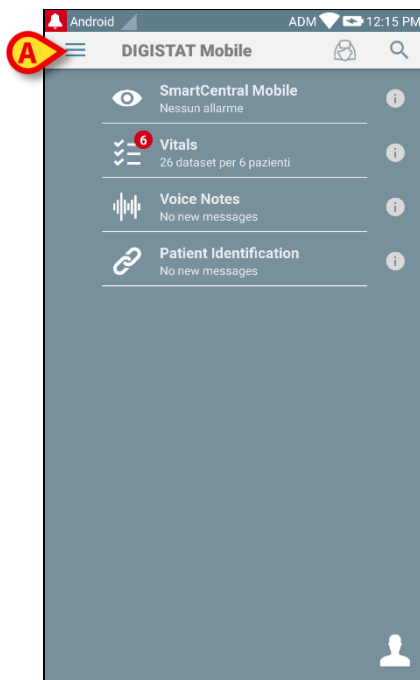 Android ADM 12:15 PM
A
DIGISTAT Mobile
SmartCentral Mobile
Nessun allarme
6
Vitals
26 dataset per 6 pazienti
Voice Notes
No new messages
Patient Identification
No new messages